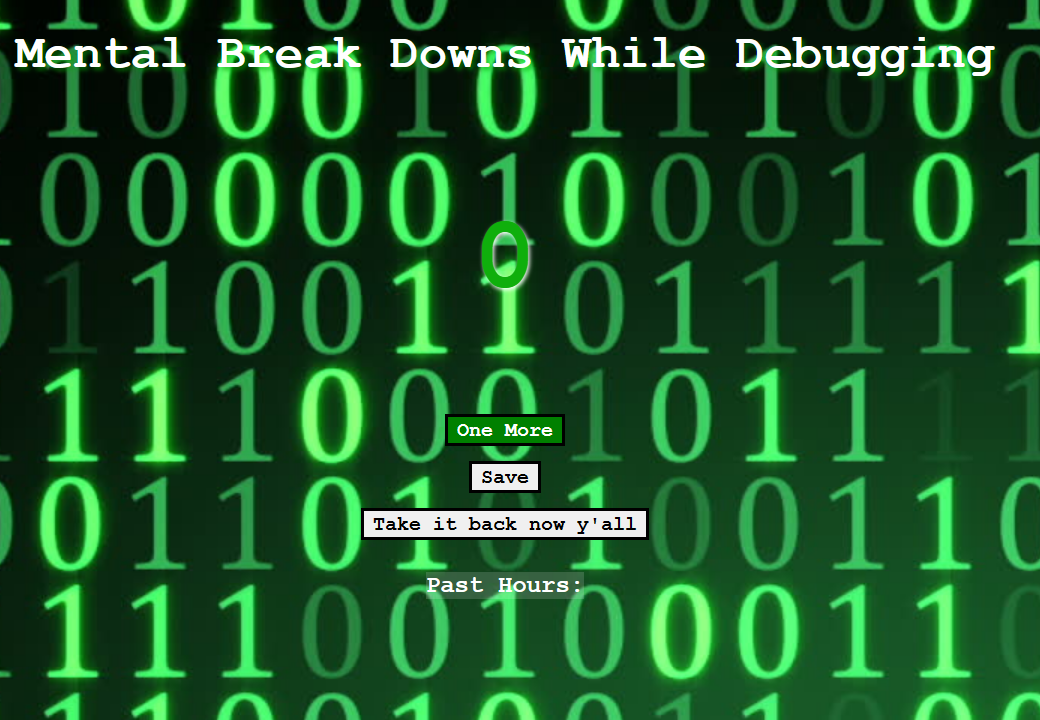 Mental Break Downs While Debugging
0
One More
Save
Take it back now y'all
Past Hours: